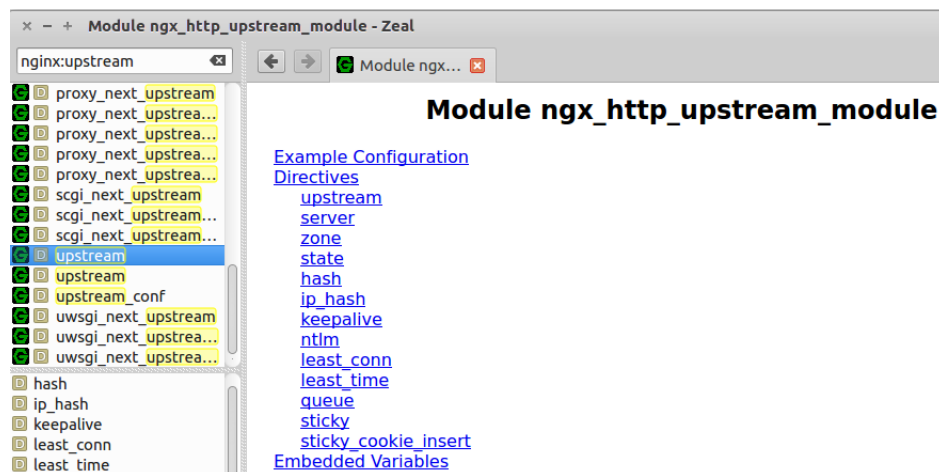 Module ngx_http_upstream_module - Zeal
nginx:upstream
Module ngx...
proxy_next_upstream
proxy_next_upstrea...
proxy_next_upstrea...
proxy_next_upstrea...
proxy_next_upstrea...
scgi_next_upstream
scgi_next_upstream...
scgi_next_upstream...
upstream
upstream
upstream_conf
uwsgi_next_upstream
uwsgi_next_upstrea...
uwsgi_next_upstrea...
hash
ip_hash
keepalive
least_conn
least_time
Module ngx_http_upstream_module
Example Configuration
Directives
upstream
server
zone
state
hash
ip_hash
keepalive
ntlm
least_conn
least_time
queue
sticky
sticky_cookie_insert
Embedded Variables